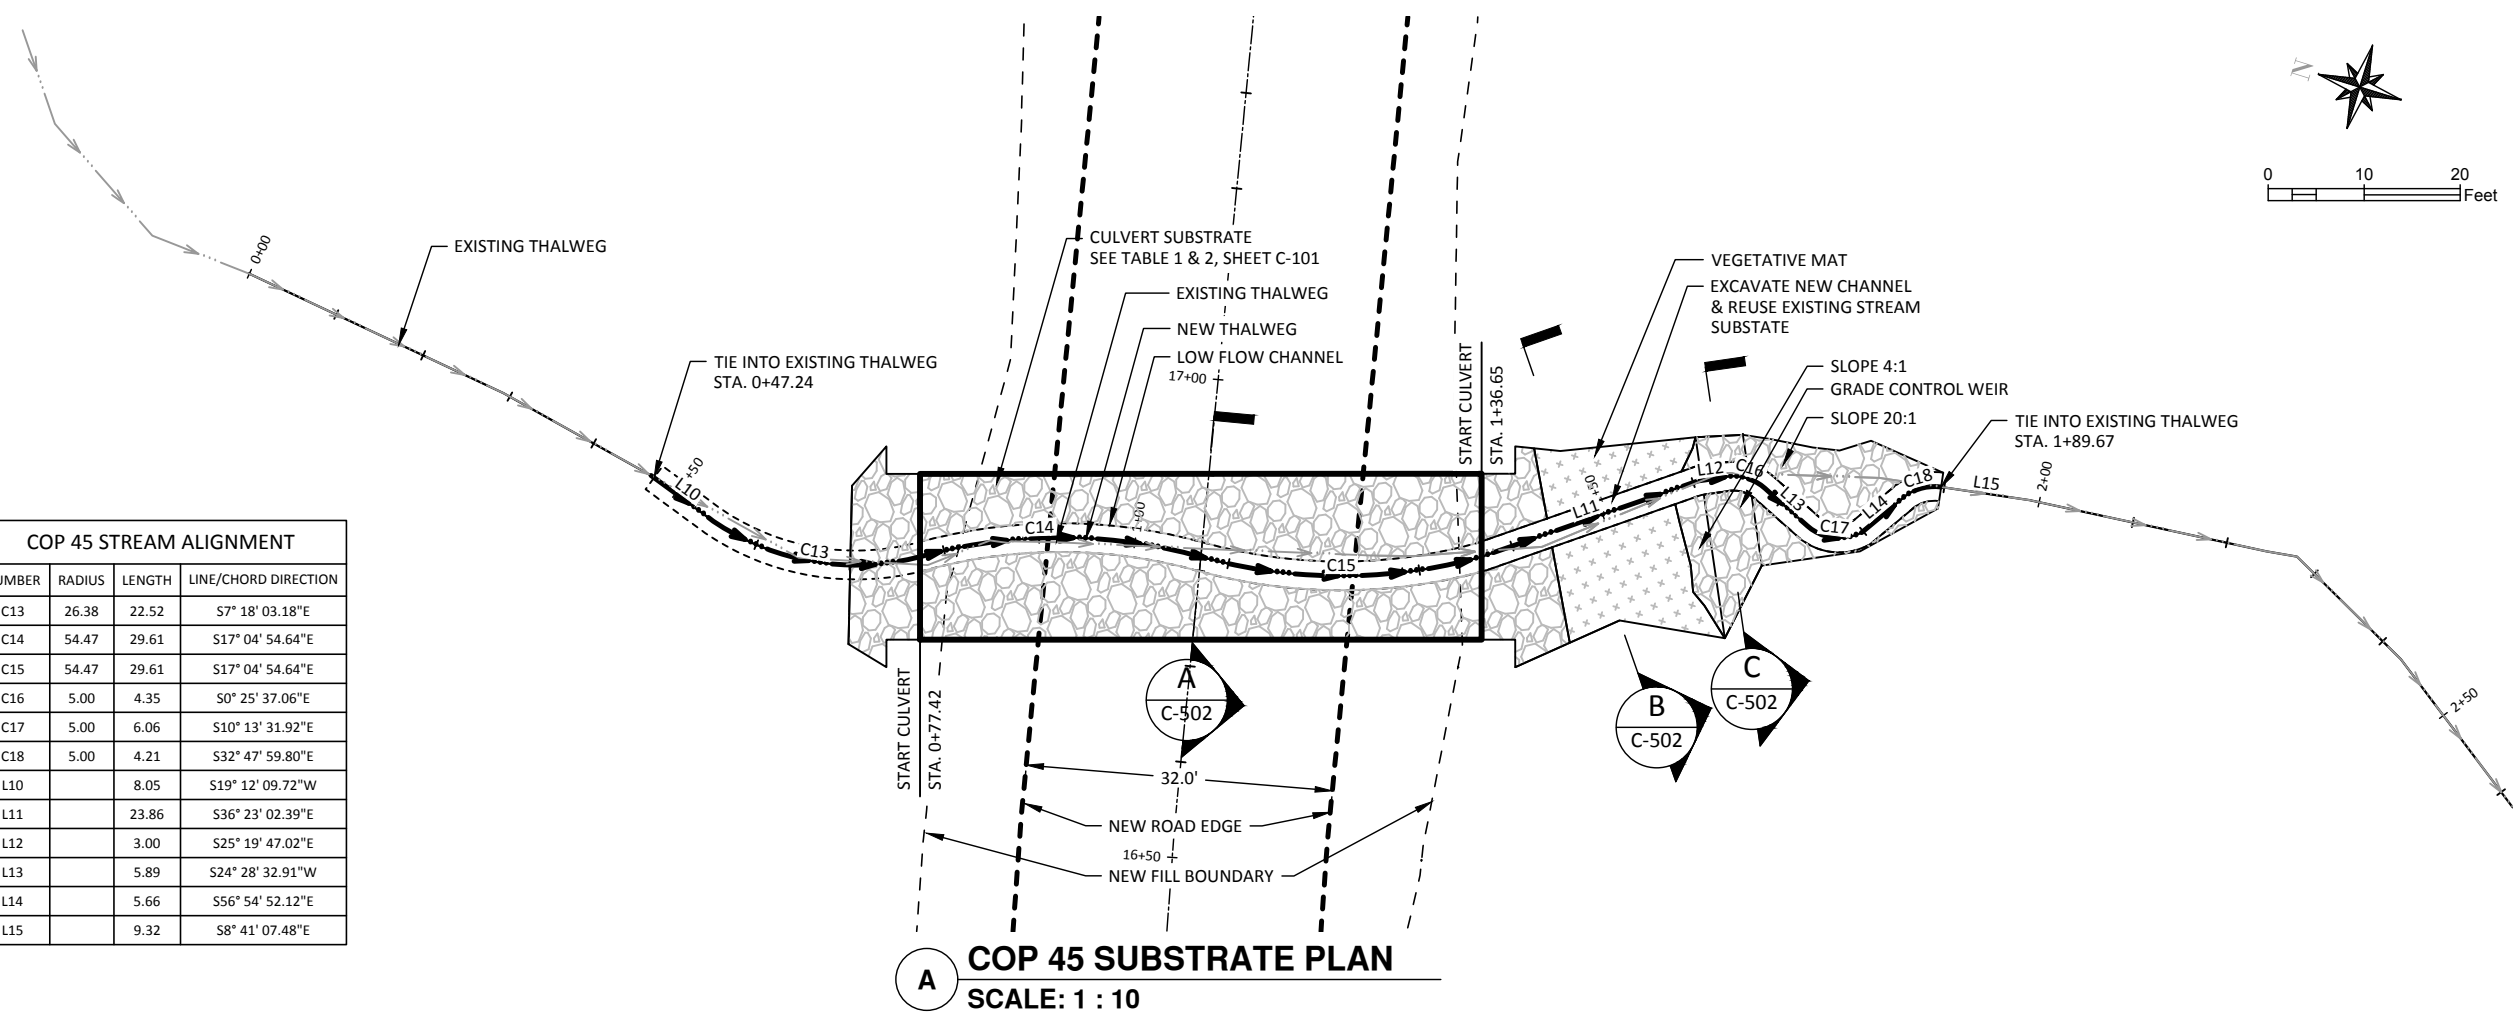 N
0 10 20
Feet
0+00
EXISTING THALWEG
CULVERT SUBSTRATE
SEE TABLE 1 & 2, SHEET C-101
EXISTING THALWEG
NEW THALWEG
LOW FLOW CHANNEL
17+00
VEGETATIVE MAT
EXCAVATE NEW CHANNEL
& REUSE EXISTING STREAM
SUBSTATE
SLOPE 4:1
GRADE CONTROL WEIR
SLOPE 20:1
TIE INTO EXISTING THALWEG
STA. 0+47.24
TIE INTO EXISTING THALWEG
STA. 1+89.67
START CULVERT
STA. 1+36.65
+50
L10
C13
C14
1+00
C15
L11
1+50
L12
C16
L13
C17
L14
C18
L15
2+00
2+50
START CULVERT
STA. 0+77.42
A
C-502
B
C-502
C
C-502
32.0'
NEW ROAD EDGE
16+50
NEW FILL BOUNDARY
COP 45 STREAM ALIGNMENT
UMBER RADIUS LENGTH LINE/CHORD DIRECTION
C13 26.38 22.52 S7° 18' 03.18"E
C14 54.47 29.61 S17° 04' 54.64"E
C15 54.47 29.61 S17° 04' 54.64"E
C16 5.00 4.35 S0° 25' 37.06"E
C17 5.00 6.06 S10° 13' 31.92"E
C18 5.00 4.21 S32° 47' 59.80"E
L10 8.05 S19° 12' 09.72"W
L11 23.86 S36° 23' 02.39"E
L12 3.00 S25° 19' 47.02"E
L13 5.89 S24° 28' 32.91"W
L14 5.66 S56° 54' 52.12"E
L15 9.32 S8° 41' 07.48"E
A
COP 45 SUBSTRATE PLAN
SCALE: 1 : 10